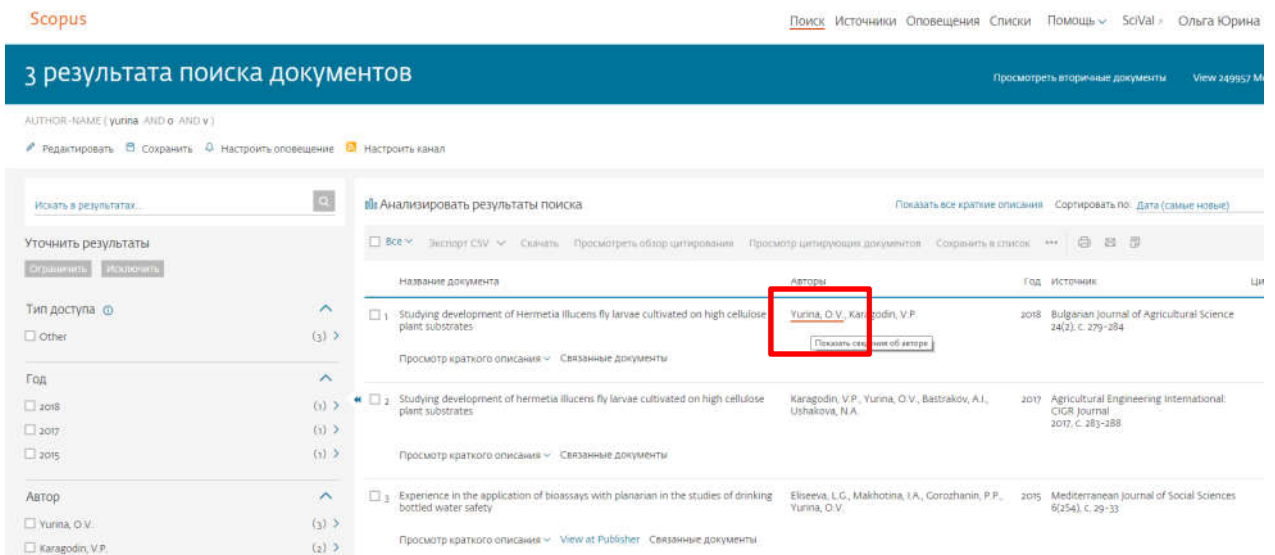 Scopus
Поиск Источники Оповещения Списки Помощь SciVal Ольга Юрина
3 результата поиска документов
Просмотреть вторичные документы View 249957
AUTHOR-NAME ( yurina AND o AND v )
Редактировать Сохранить Настроить оповещение Настроить канал
Искать в результатах...
Анализировать результаты поиска
Показать все краткие описания Сортировать по: Дата (самые новые)
Уточнить результаты
Ограничить Исключить
Все Экспорт CSV Скачать Просмотреть обзор цитирования Просмотр цитирующих документов Сохранить в список ...
Название документа Авторы Год Источник
Тип доступа
Other (3)
Год
2018 (1)
2017 (1)
2015 (1)
Автор
Yurina, O.V. (3)
Karagodin, V.P. (2)
1 Studying development of Hermetia Illucens fly larvae cultivated on high cellulose
plant substrates
Yurina, O.V., Karagodin, V.P.
Показать сведения об авторе
2018 Bulgarian Journal of Agricultural Science
24(2), с. 279-284
Просмотр краткого описания Связанные документы
2 Studying development of hermetia illucens fly larvae cultivated on high cellulose
plant substrates
Karagodin, V.P., Yurina, O.V., Bastrakov, A.I.,
Ushakova, N.A.
2017 Agricultural Engineering International:
CIGR Journal
2017, с. 283-288
Просмотр краткого описания Связанные документы
3 Experience in the application of bioassays with planarian in the studies of drinking
bottled water safety
Eliseeva, L.G., Makhotina, I.A., Gorozhanin, P.P.,
Yurina, O.V.
2015 Mediterranean Journal of Social Sciences
6(2S4), с. 29-33
Просмотр краткого описания View at Publisher Связанные документы